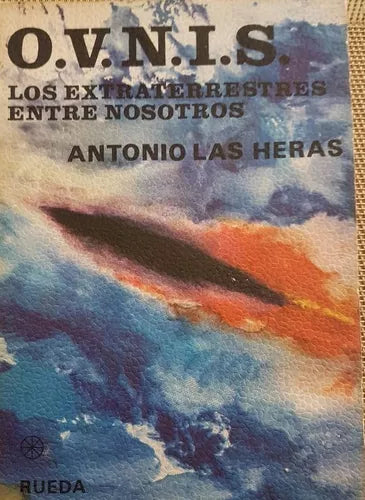 O.V.N.I.S.
LOS EXTRATERRESTRES
ENTRE NOSOTROS
ANTONIO LAS HERAS
RUEDA